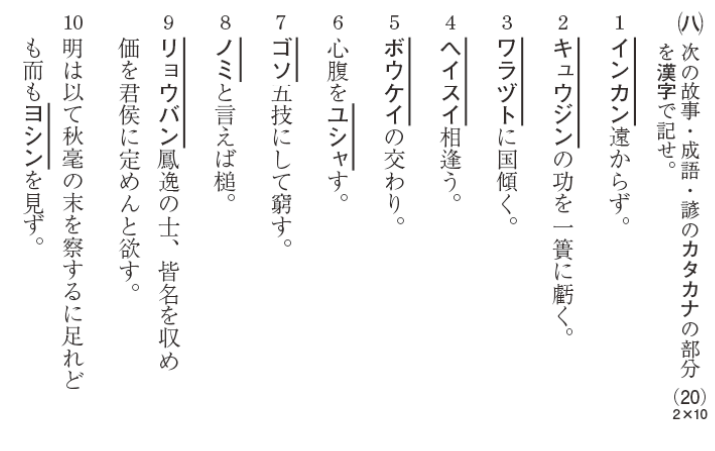 ㈧ 次の故事・成語・諺のカタカナの部分
を漢字で記せ。
(20)
2×10
1 インカン遠からず。
2 キュウジンの功を一簣に虧く。
3 ワラヅトに国傾く。
4 ヘイスイ相逢う。
5 ボウケイの交わり。
6 心腹をユシャす。
7 ゴソ五技にして窮す。
8 ノミと言えば槌。
9 リョウバン鳳逸の士、皆名を収め
価を君侯に定めんと欲す。
10 明は以て秋毫の末を察するに足れど
も而もヨシンを見ず。